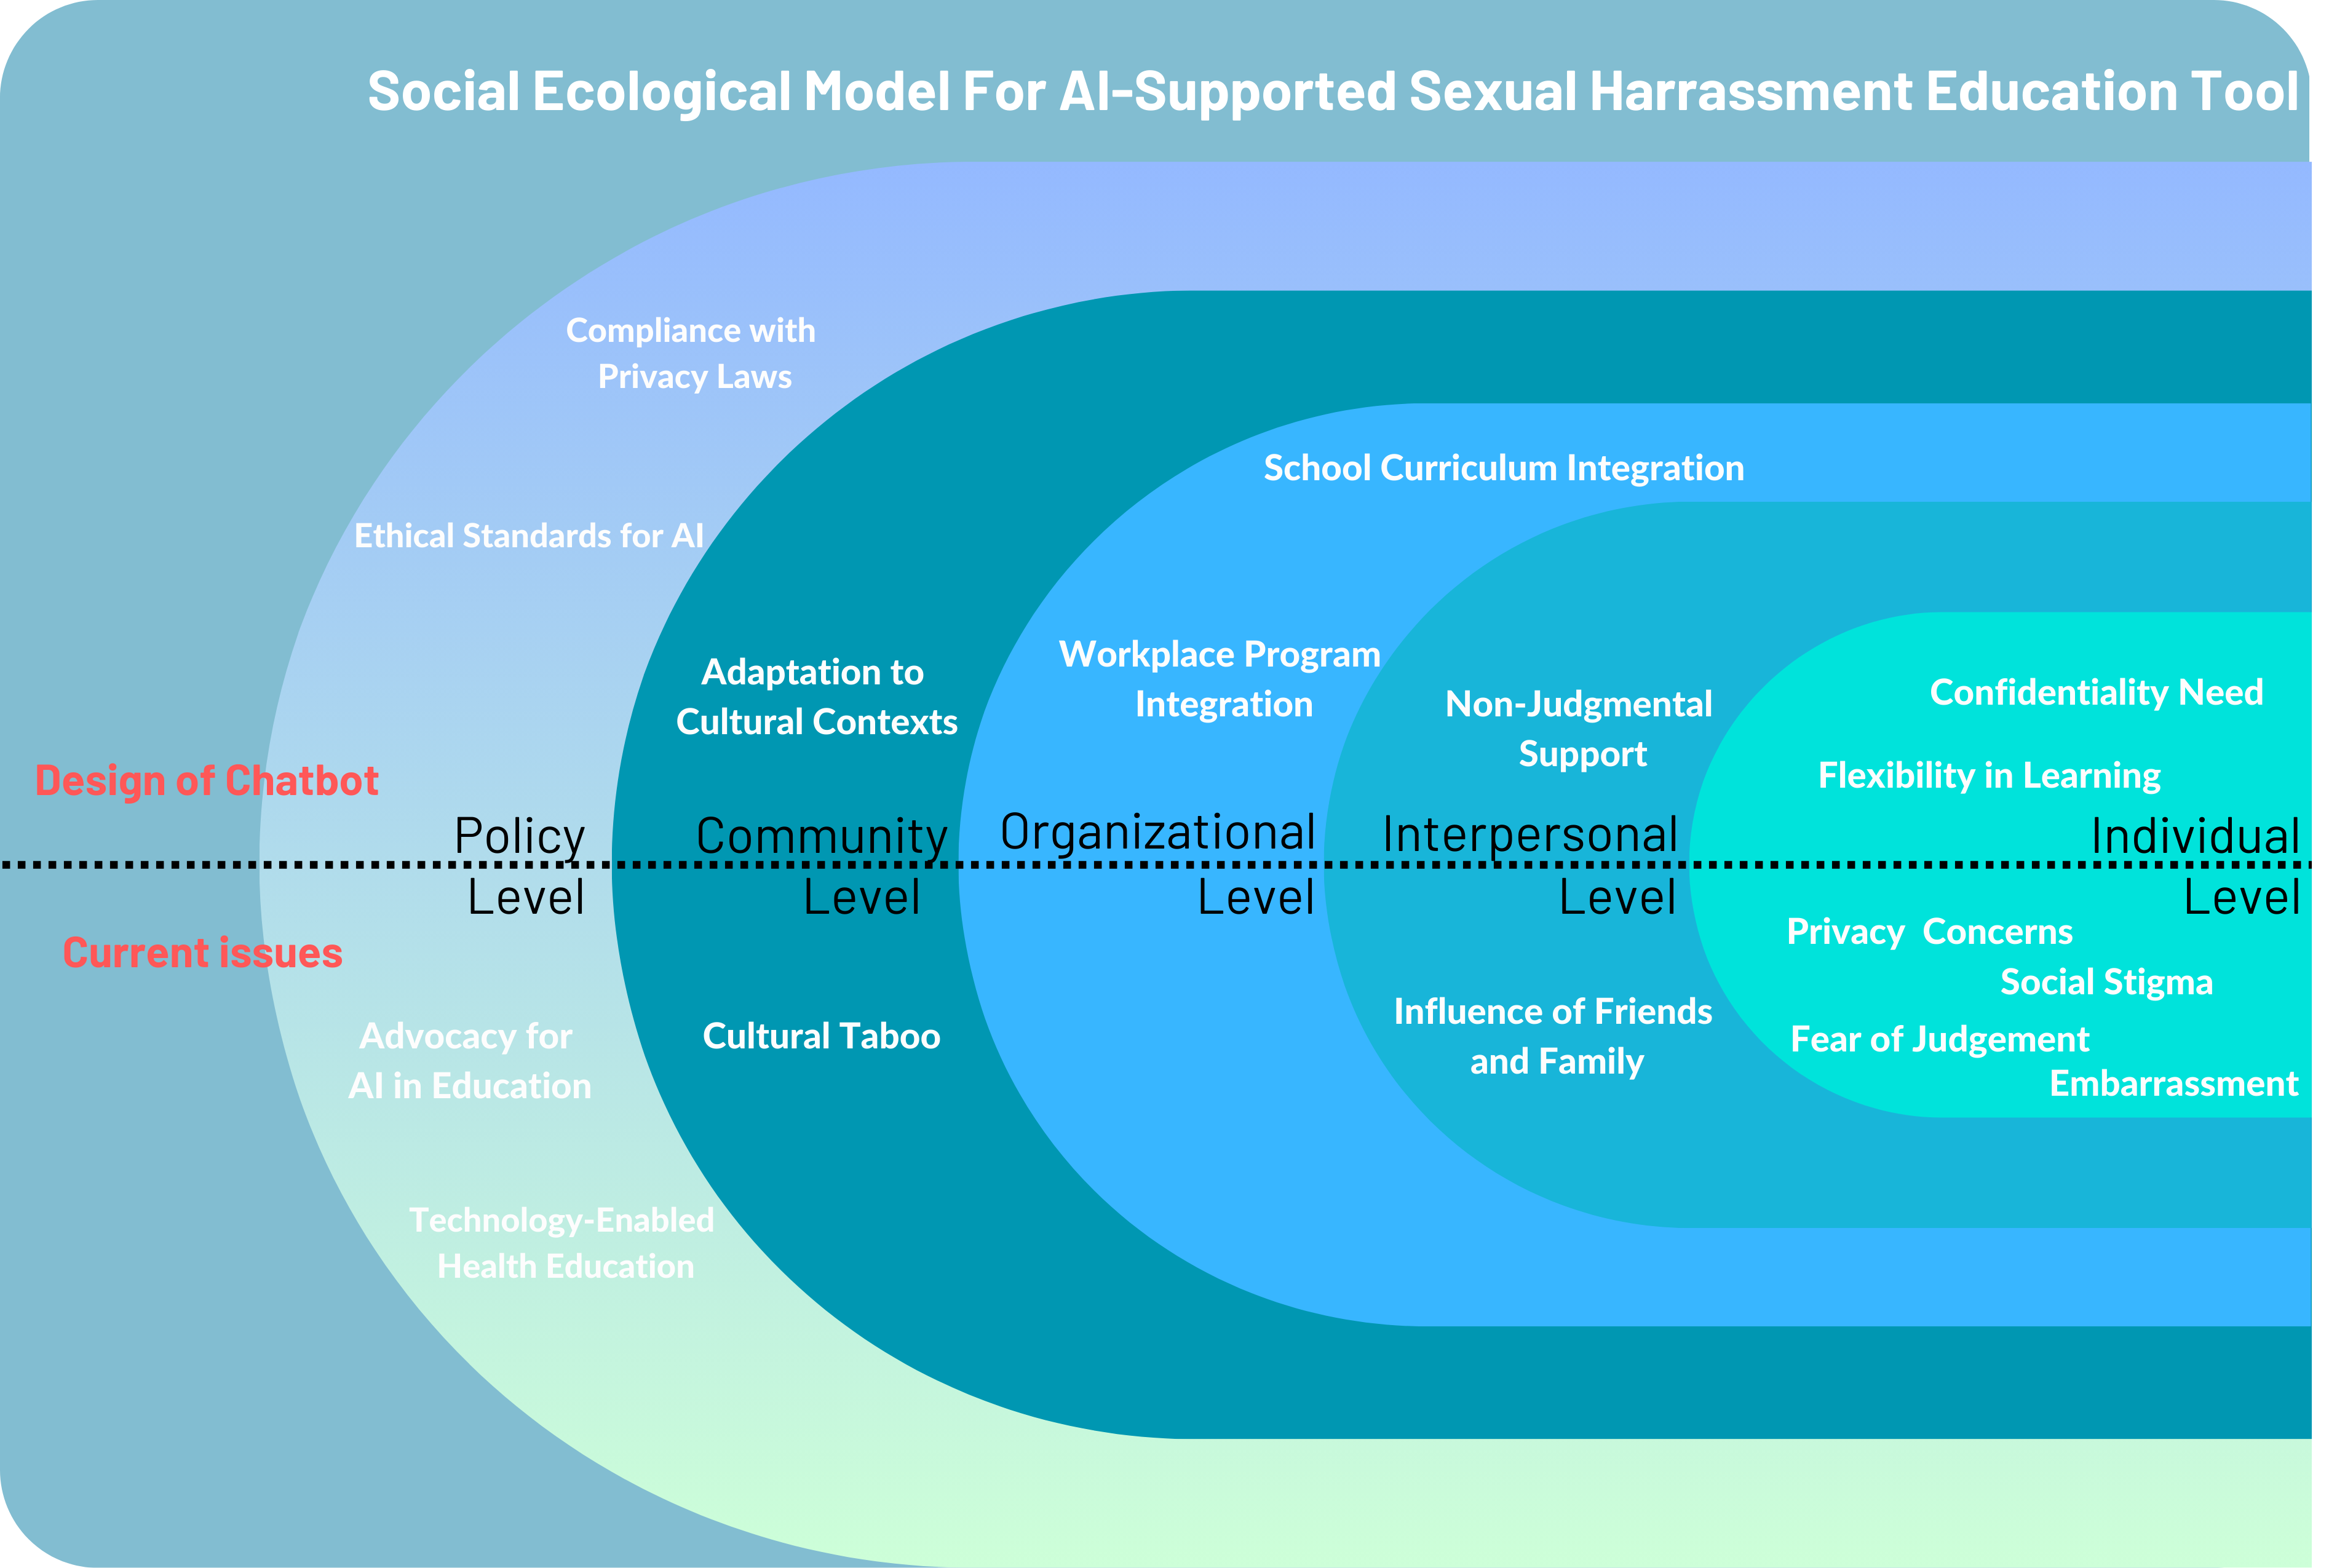 Social Ecological Model For AI-Supported Sexual Harrassment Education Tool
Compliance with
Privacy Laws
Ethical Standards for AI
Adaptation to
Cultural Contexts
School Curriculum Integration
Workplace Program
Integration
Non-Judgmental
Support
Confidentiality Need
Flexibility in Learning
Design of Chatbot
Policy
Level
Community
Level
Organizational
Level
Interpersonal
Level
Individual
Level
Current issues
Advocacy for
AI in Education
Technology-Enabled
Health Education
Cultural Taboo
Influence of Friends
and Family
Privacy  Concerns
Social Stigma
Fear of Judgement
Embarrassment